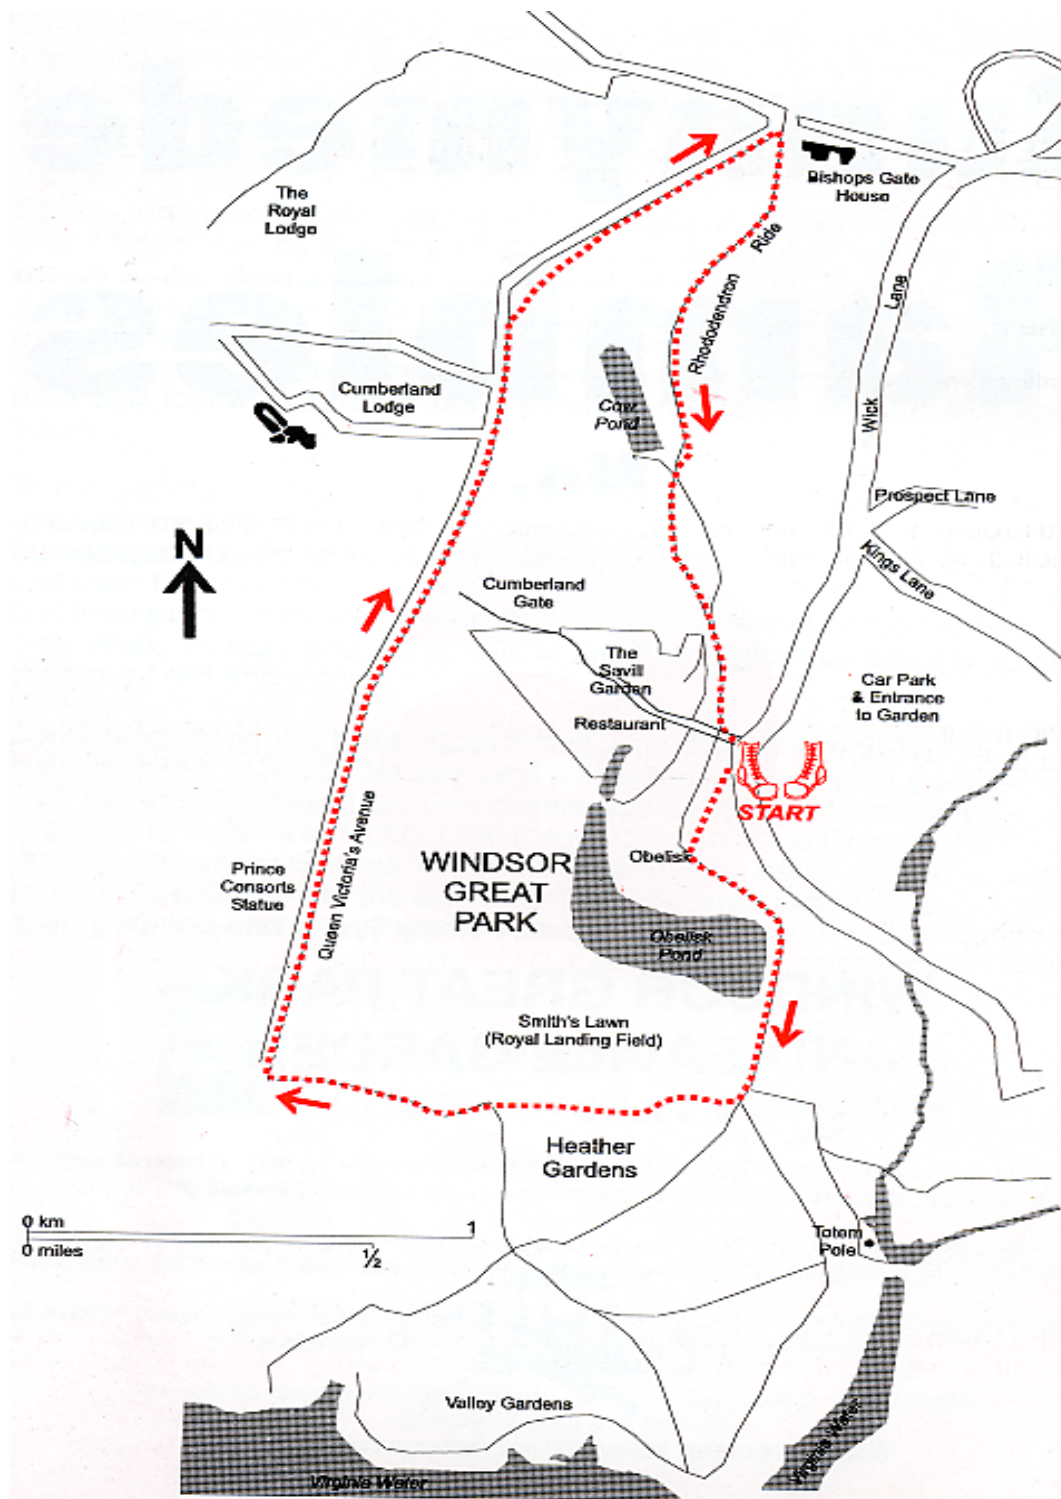 Bishops Gate
House
The
Royal
Lodge
Ride
Lane
Rhododendron
Cumberland
Lodge
Cow
Pond
Wick
Prospect Lane
N
Kings Lane
Cumberland
Gate
The
Savill
Garden
Car Park
& Entrance
to Garden
Restaurant
START
Queen Victoria's Avenue
Obelisk
WINDSOR
GREAT
PARK
Prince
Consorts
Statue
Obelisk
Pond
Smith's Lawn
(Royal Landing Field)
Heather
Gardens
0 km
1
0 miles
½
Totem
Pole
Valley Gardens
Virginia Water
Virginia Water